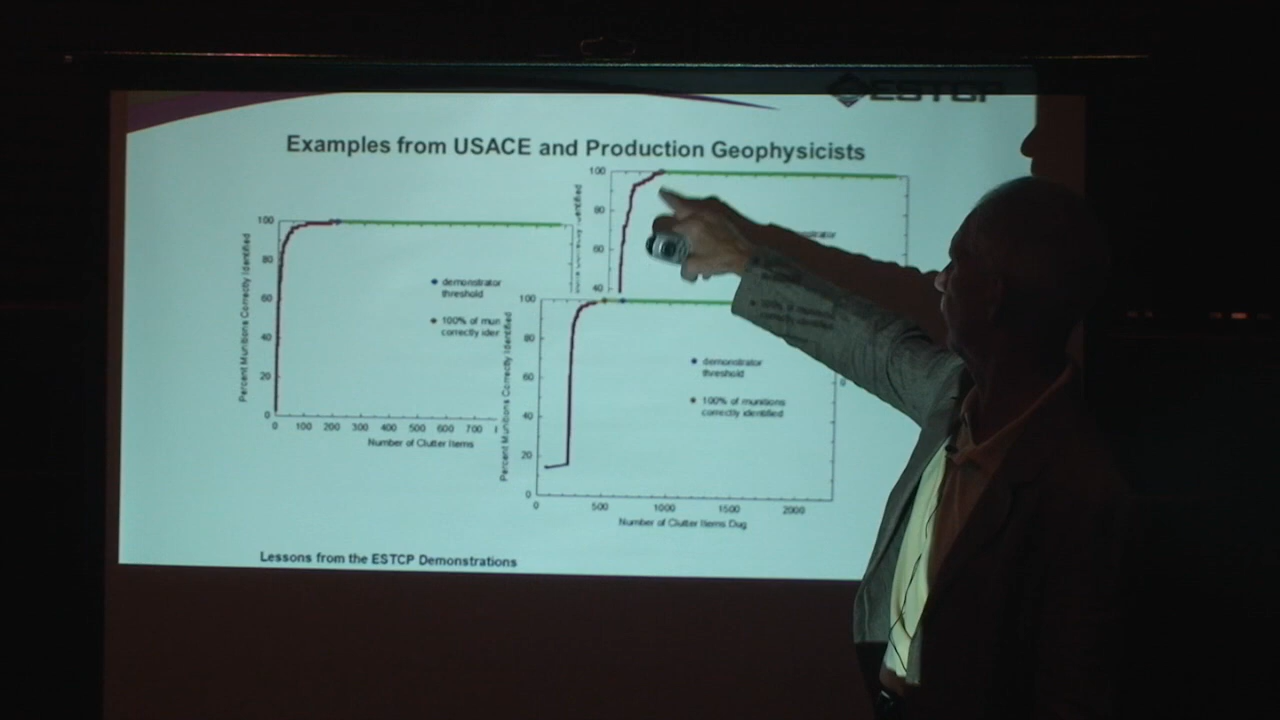 ESTCP
Examples from USACE and Production Geophysicists
Percent Munitions Correctly Identified
100
80
60
40
20
0
0 100 200 300 400 500 600 700
Number of Clutter Items
demonstrator
threshold
100% of mun
correctly iden
100
80
60
40
Percent Munitions Correctly Identified
100
80
60
40
20
0
0 500 1000 1500 2000
Number of Clutter Items Dug
demonstrator
threshold
100% of munitions
correctly identified
0
Lessons from the ESTCP Demonstrations